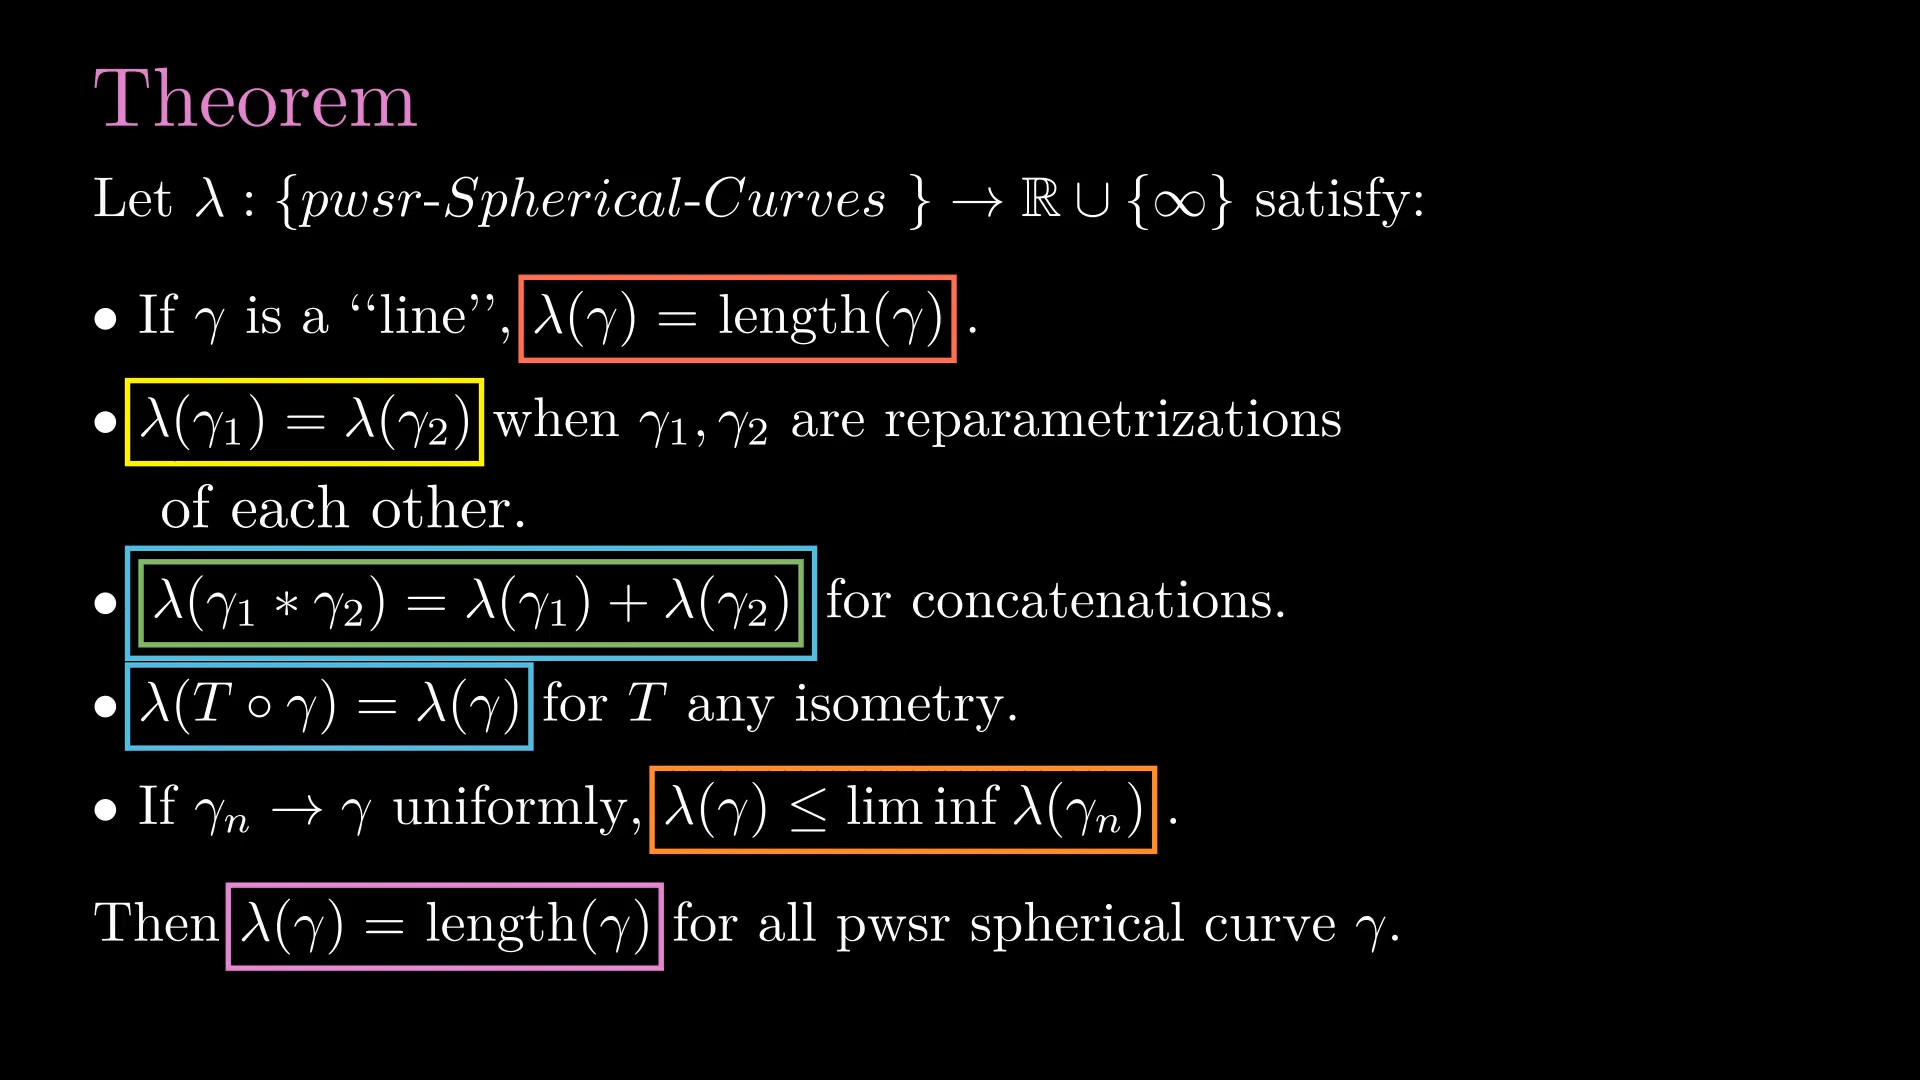 Theorem
Let λ : {pwsr-Spherical-Curves } → ℝ ∪ {∞} satisfy:
• If γ is a “line”, λ(γ) = length(γ) .
• λ(γ₁) = λ(γ₂) when γ₁, γ₂ are reparametrizations
of each other.
• λ(γ₁ ∗ γ₂) = λ(γ₁) + λ(γ₂) for concatenations.
• λ(T ∘ γ) = λ(γ) for T any isometry.
• If γₙ → γ uniformly, λ(γ) ≤ lim inf λ(γₙ) .
Then λ(γ) = length(γ) for all pwsr spherical curve γ.